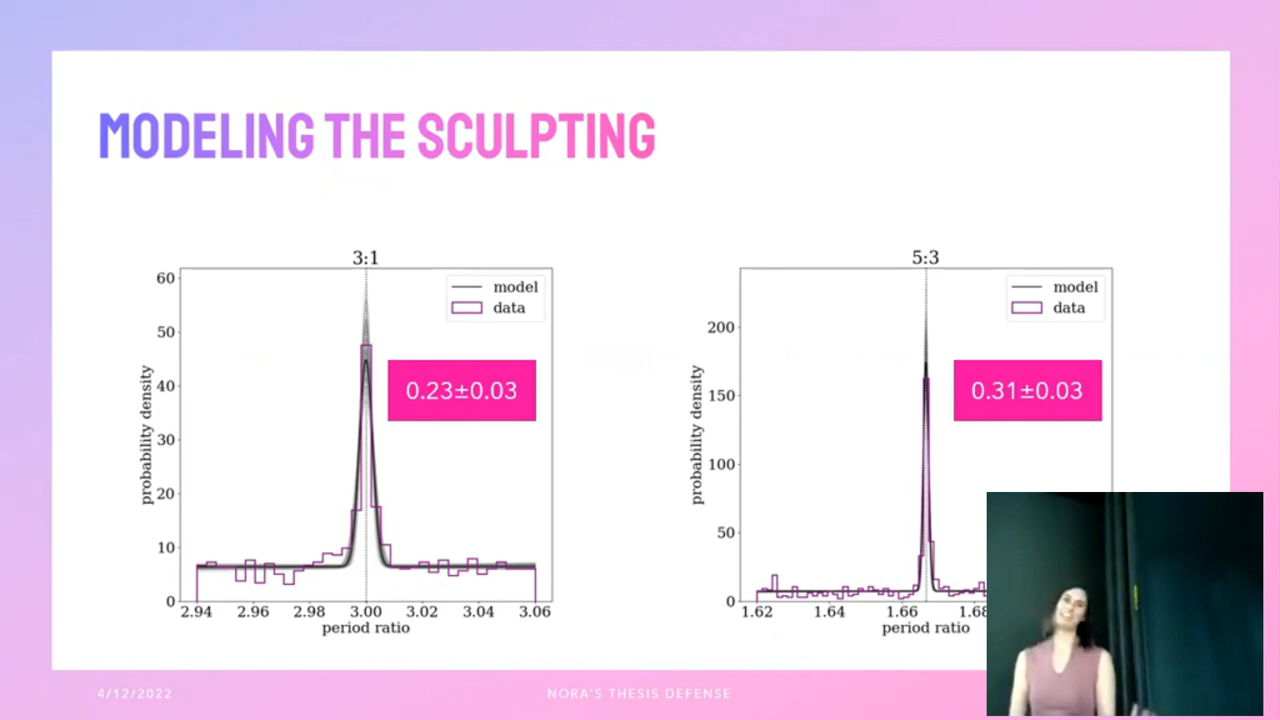 MODELING THE SCULPTING
3:1
60
50
40
30
20
10
0
probability density
model
data
0.23±0.03
2.94 2.96 2.98 3.00 3.02 3.04 3.06
period ratio
5:3
200
150
100
50
0
probability density
model
data
0.31±0.03
1.62 1.64 1.66 1.68
period ratio
4/12/2022
NORA'S THESIS DEFENSE